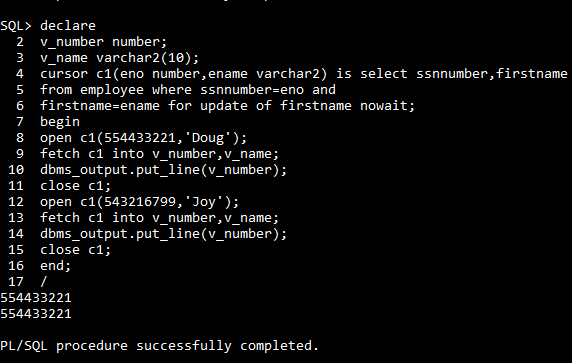 SQL> declare
2 v_number number;
3 v_name varchar2(10);
4 cursor c1(eno number,ename varchar2) is select ssnnumber,firstname
5 from employee where ssnnumber=eno and
6 firstname=ename for update of firstname nowait;
7 begin
8 open c1(554433221,'Doug');
9 fetch c1 into v_number,v_name;
10 dbms_output.put_line(v_number);
11 close c1;
12 open c1(543216799,'Joy');
13 fetch c1 into v_number,v_name;
14 dbms_output.put_line(v_number);
15 close c1;
16 end;
17 /
554433221
554433221
PL/SQL procedure successfully completed.